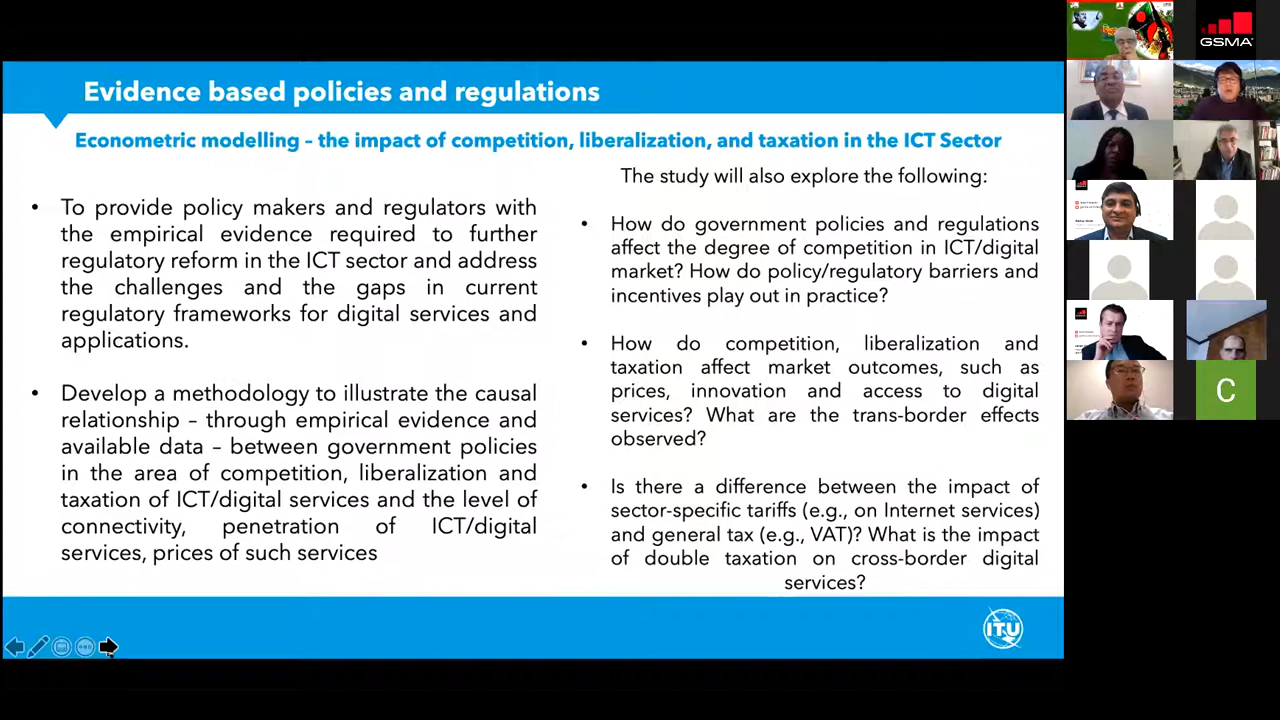 Evidence based policies and regulations
Econometric modelling – the impact of competition, liberalization, and taxation in the ICT Sector
• To provide policy makers and regulators with
the empirical evidence required to further
regulatory reform in the ICT sector and address
the challenges and the gaps in current
regulatory frameworks for digital services and
applications.
• Develop a methodology to illustrate the causal
relationship – through empirical evidence and
available data – between government policies
in the area of competition, liberalization and
taxation of ICT/digital services and the level of
connectivity, penetration of ICT/digital
services, prices of such services
The study will also explore the following:
• How do government policies and regulations
affect the degree of competition in ICT/digital
market? How do policy/regulatory barriers and
incentives play out in practice?
• How do competition, liberalization and
taxation affect market outcomes, such as
prices, innovation and access to digital
services? What are the trans-border effects
observed?
• Is there a difference between the impact of
sector-specific tariffs (e.g., on Internet services)
and general tax (e.g., VAT)? What is the impact
of double taxation on cross-border digital
services?
ITU
GSMA
C